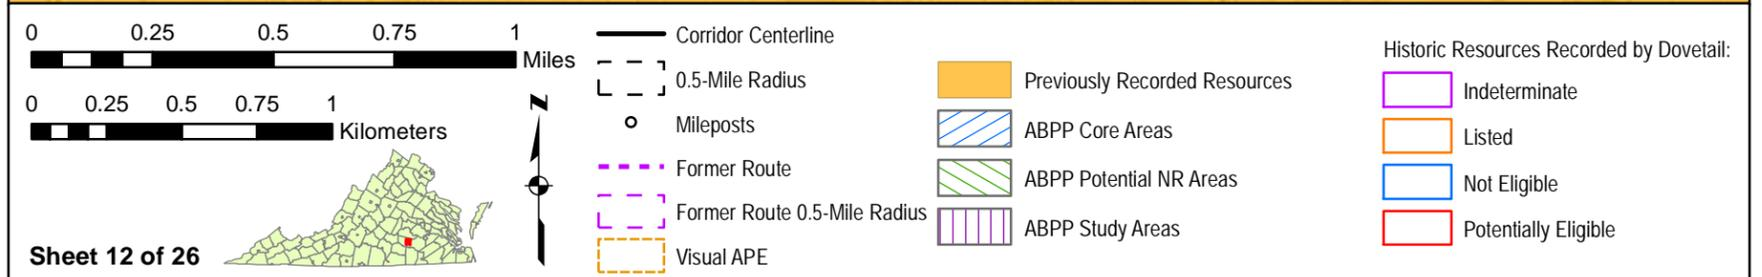 0 0.25 0.5 0.75 1
Miles
0 0.25 0.5 0.75 1
Kilometers
N
Sheet 12 of 26
Corridor Centerline
0.5-Mile Radius
Mileposts
Former Route
Former Route 0.5-Mile Radius
Visual APE
Previously Recorded Resources
ABPP Core Areas
ABPP Potential NR Areas
ABPP Study Areas
Historic Resources Recorded by Dovetail:
Indeterminate
Listed
Not Eligible
Potentially Eligible